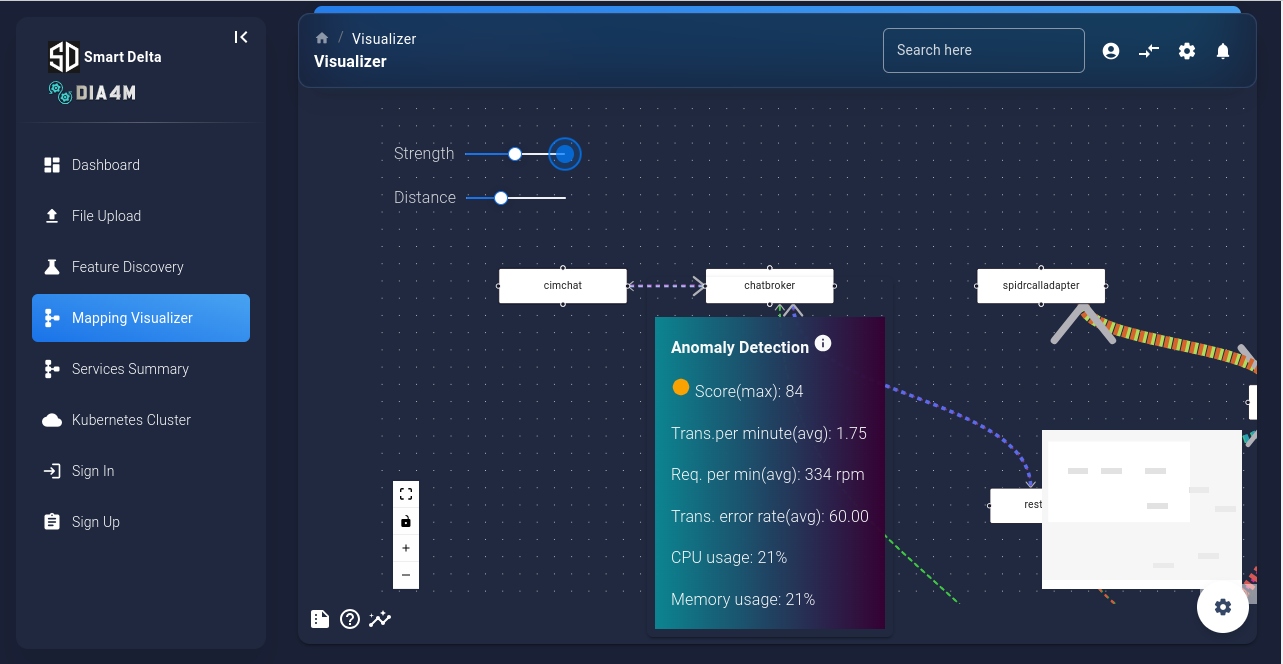 Smart Delta
DIA4M
Dashboard
File Upload
Feature Discovery
Mapping Visualizer
Services Summary
Kubernetes Cluster
Sign In
Sign Up
/ Visualizer
Visualizer
Search here
Strength
Distance
cimchat
chatbroker
spidrcalladapter
Anomaly Detection
Score(max): 84
Trans.per minute(avg): 1.75
Req. per min(avg): 334 rpm
Trans. error rate(avg): 60.00
CPU usage: 21%
Memory usage: 21%
rest